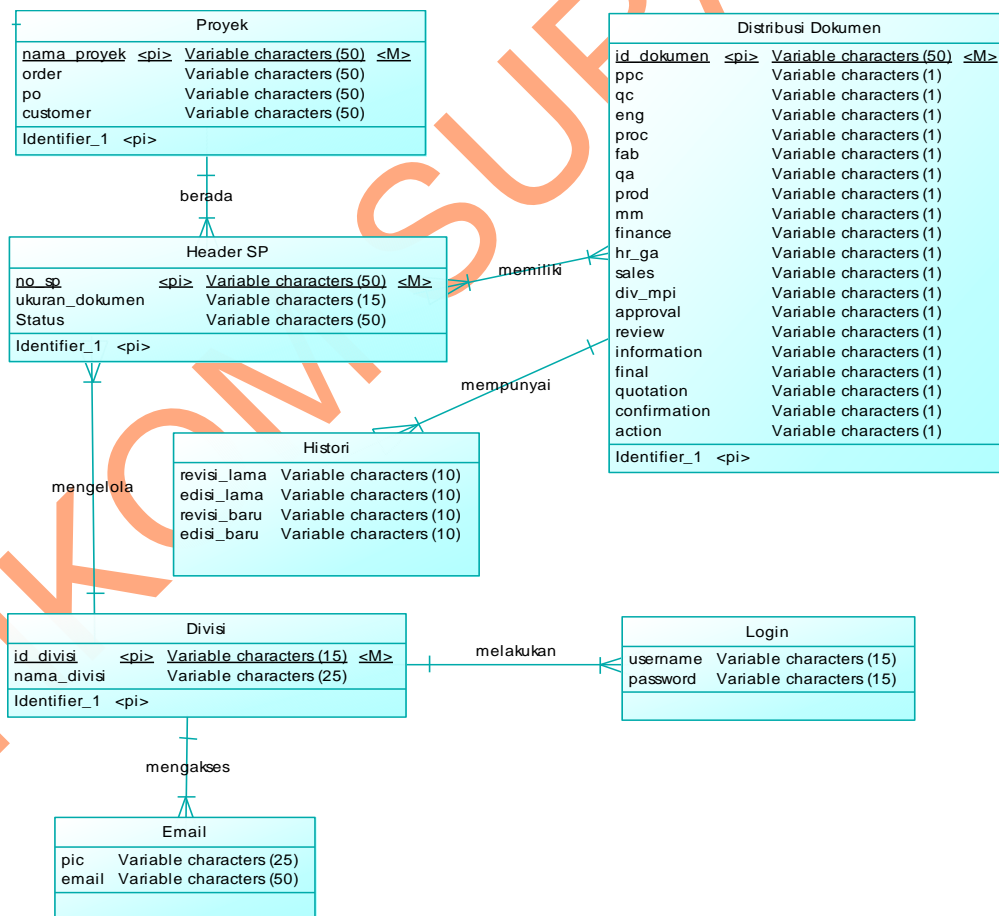 Proyek
nama_proyek <pi> Variable characters (50) <M>
order Variable characters (50)
po Variable characters (50)
customer Variable characters (50)
Identifier_1 <pi>
berada
Header SP
no_sp <pi> Variable characters (50) <M>
ukuran_dokumen Variable characters (15)
Status Variable characters (50)
Identifier_1 <pi>
memiliki
Distribusi Dokumen
id_dokumen <pi> Variable characters (50) <M>
ppc Variable characters (1)
qc Variable characters (1)
eng Variable characters (1)
proc Variable characters (1)
fab Variable characters (1)
qa Variable characters (1)
prod Variable characters (1)
mm Variable characters (1)
finance Variable characters (1)
hr_ga Variable characters (1)
sales Variable characters (1)
div_mpi Variable characters (1)
approval Variable characters (1)
review Variable characters (1)
information Variable characters (1)
final Variable characters (1)
quotation Variable characters (1)
confirmation Variable characters (1)
action Variable characters (1)
Identifier_1 <pi>
mempunyai
Histori
revisi_lama Variable characters (10)
edisi_lama Variable characters (10)
revisi_baru Variable characters (10)
edisi_baru Variable characters (10)
mengelola
Divisi
id_divisi <pi> Variable characters (15) <M>
nama_divisi Variable characters (25)
Identifier_1 <pi>
melakukan
Login
username Variable characters (15)
password Variable characters (15)
mengakses
Email
pic Variable characters (25)
email Variable characters (50)